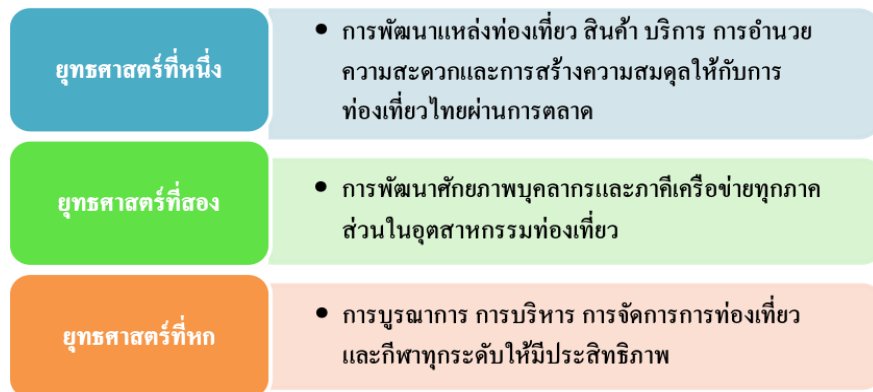 ยุทธศาสตร์ที่หนึ่ง
• การพัฒนาแหล่งท่องเที่ยว สินค้า บริการ การอำนวย
ความสะดวกและการสร้างความสมดุลให้กับการ
ท่องเที่ยวไทยผ่านการตลาด
ยุทธศาสตร์ที่สอง
• การพัฒนาศักยภาพบุคลากรและภาคีเครือข่ายทุกภาค
ส่วนในอุตสาหกรรมท่องเที่ยว
ยุทธศาสตร์ที่หก
• การบูรณาการ การบริหาร การจัดการการท่องเที่ยว
และกีฬาทุกระดับให้มีประสิทธิภาพ